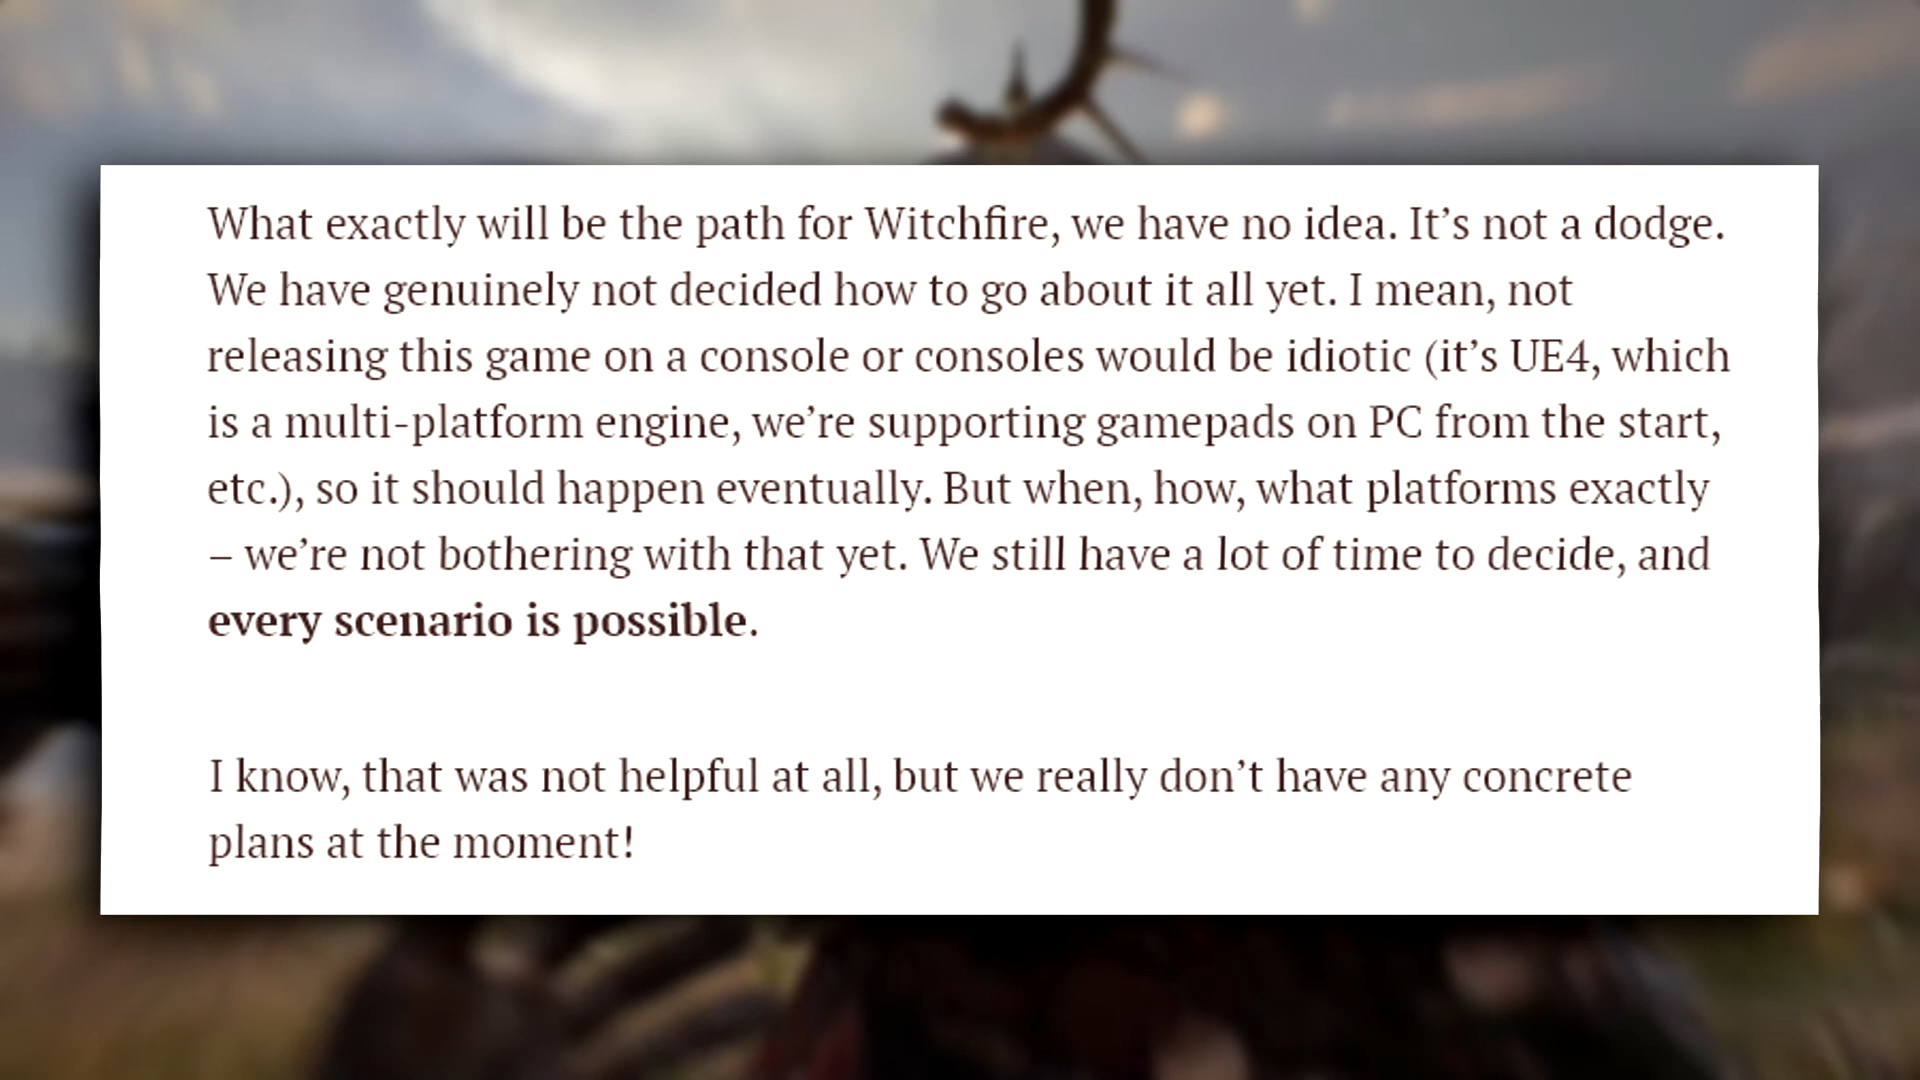 What exactly will be the path for Witchfire, we have no idea. It’s not a dodge.
We have genuinely not decided how to go about it all yet. I mean, not
releasing this game on a console or consoles would be idiotic (it’s UE4, which
is a multi-platform engine, we’re supporting gamepads on PC from the start,
etc.), so it should happen eventually. But when, how, what platforms exactly
– we’re not bothering with that yet. We still have a lot of time to decide, and
every scenario is possible.
I know, that was not helpful at all, but we really don’t have any concrete
plans at the moment!